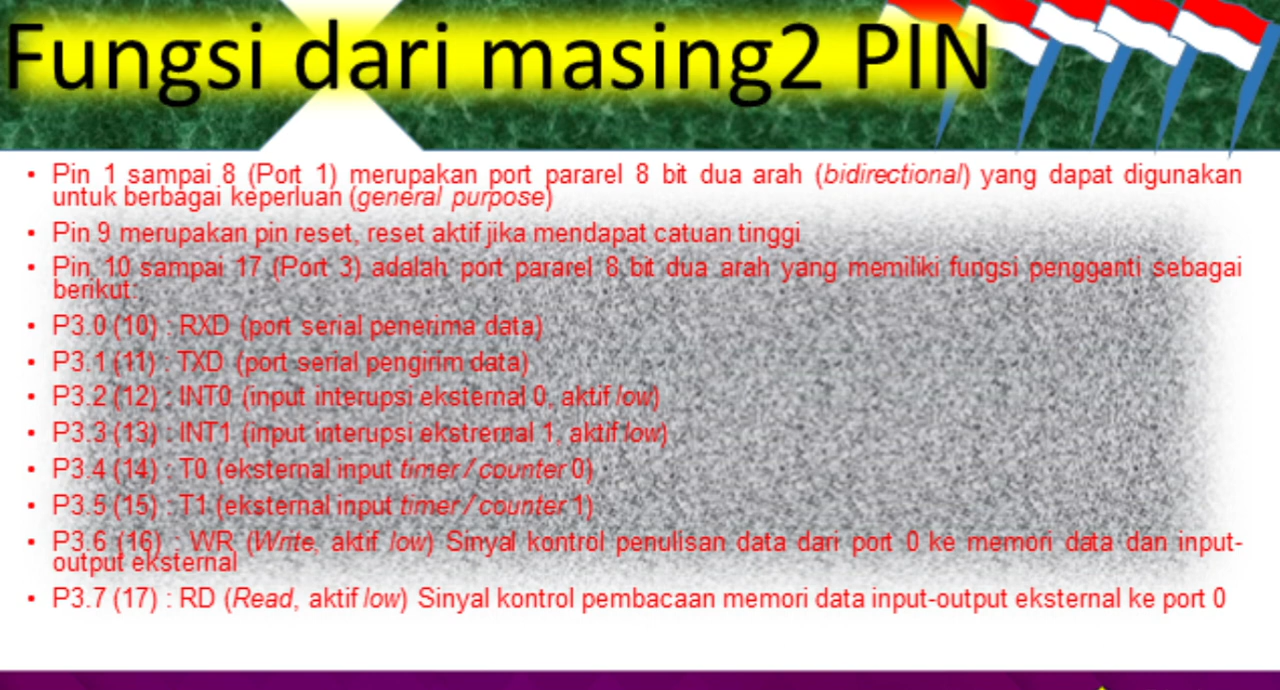 Fungsi dari masing2 PIN
• Pin 1 sampai 8 (Port 1) merupakan port pararel 8 bit dua arah (bidirectional) yang dapat digunakan
untuk berbagai keperluan (general purpose)
• Pin 9 merupakan pin reset, reset aktif jika mendapat catuan tinggi
• Pin 10 sampai 17 (Port 3) adalah port pararel 8 bit dua arah yang memiliki fungsi pengganti sebagai
berikut:
• P3.0 (10) : RXD (port serial penerima data)
• P3.1 (11) : TXD (port serial pengirim data)
• P3.2 (12) : INT0 (input interupsi eksternal 0, aktif low)
• P3.3 (13) : INT1 (input interupsi ekstrernal 1, aktif low)
• P3.4 (14) : T0 (eksternal input timer / counter 0)
• P3.5 (15) : T1 (eksternal input timer / counter 1)
• P3.6 (16) : WR (Write, aktif low) Sinyal kontrol penulisan data dari port 0 ke memori data dan input-
output eksternal
• P3.7 (17) : RD (Read, aktif low) Sinyal kontrol pembacaan memori data input-output eksternal ke port 0